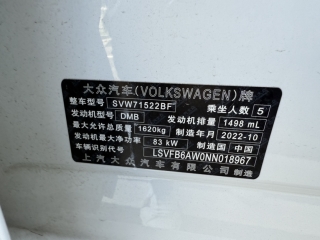 大众汽车(VOLKSWAGEN)牌
整车型号 SVW71522BF 乘坐人数 5
发动机型号 DMB 发动机排量 1498 mL
最大允许总质量 1620kg 制造年月 2022-10
发动机最大净功率 83 kW 制造国 中国
车辆识别代号 LSVFB6AW0NN018967
上汽大众汽车有限公司 制造